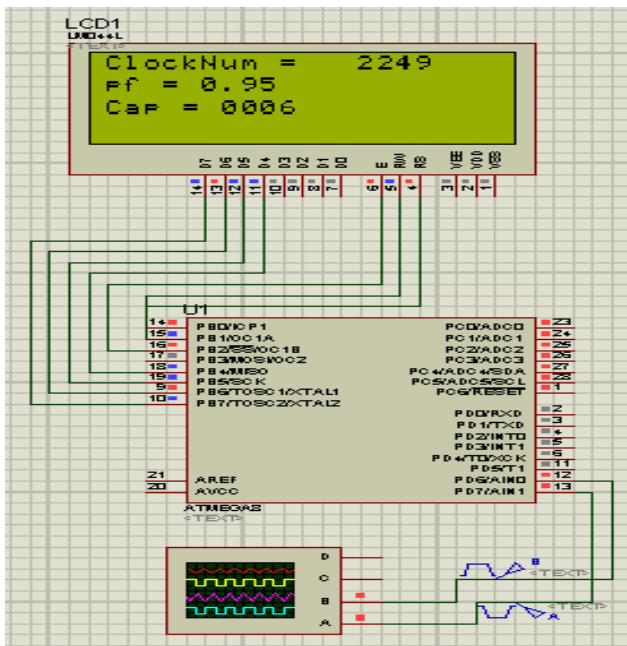 LCD1
LM044L
<TEXT>
ClockNum = 2249
pf = 0.95
Cap = 0006
D7 D6 D5 D4 D3 D2 D1 D0 E RW RS VEE VDD VSS
14 13 12 11 10 9 8 7 6 5 4 3 2 1
U1
14 PB0/ICP1 PC0/ADC0 23
15 PB1/OC1A PC1/ADC1 24
16 PB2/SS/OC1B PC2/ADC2 25
17 PB3/MOSI/OC2 PC3/ADC3 26
18 PB4/MISO PC4/ADC4/SDA 27
19 PB5/SCK PC5/ADC5/SCL 28
9 PB6/TOSC1/XTAL1 PC6/RESET 1
10 PB7/TOSC2/XTAL2
PD0/RXD 2
PD1/TXD 3
PD2/INT0 4
PD3/INT1 5
PD4/T0/XCK 6
PD5/T1 11
21 AREF PD6/AIN0 12
20 AVCC PD7/AIN1 13
ATMEGA8
<TEXT>
D
C
B
A
B
<TEXT>
<TEXT>
A